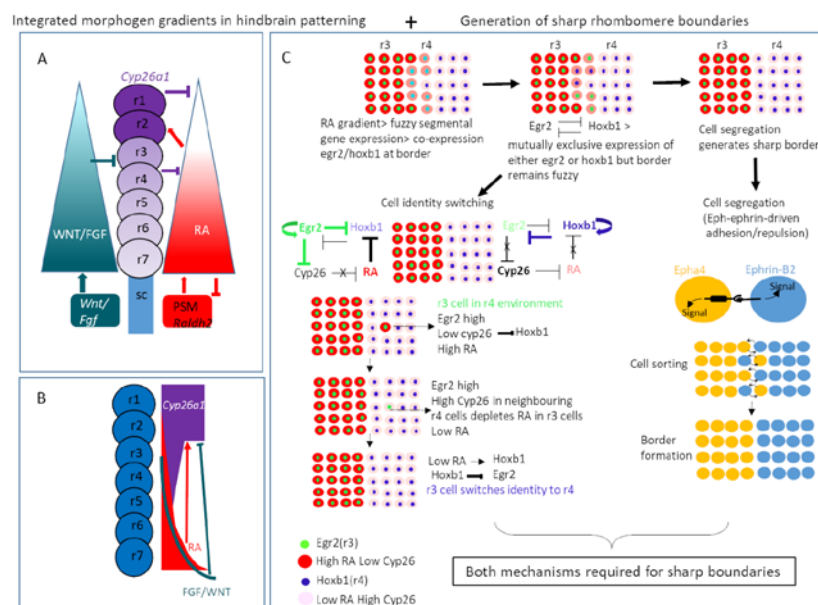 Integrated morphogen gradients in hindbrain patterning
+
Generation of sharp rhombomere boundaries
A
Cyp26a1
r1
r2
r3
r4
r5
r6
r7
sc
WNT/FGF
RA
Wnt/
Fgf
PSM
Raldh2
B
r1
r2
r3
r4
r5
r6
r7
Cyp26a1
RA
FGF/WNT
C
r3 r4
r3 r4
r3 r4
RA gradient> fuzzy segmental
gene expression> co-expression
egr2/hoxb1 at border
Egr2 Hoxb1 >
mutually exclusive expression of
either egr2 or hoxb1 but border
remains fuzzy
Cell segregation
generates sharp border
Cell identity switching
Cell segregation
(Eph-ephrin-driven
adhesion/repulsion)
Egr2 Hoxb1
Cyp26 RA
Egr2 Hoxb1
Cyp26 RA
Epha4
Ephrin-B2
Signal
Signal
r3 cell in r4 environment
Egr2 high
Low cyp26 Hoxb1
High RA
Cell sorting
Egr2 high
High Cyp26 in neighbouring
r4 cells depletes RA in r3 cells
Low RA
Border
formation
Low RA Hoxb1
Hoxb1 Egr2
r3 cell switches identity to r4
Egr2(r3)
High RA Low Cyp26
Hoxb1(r4)
Low RA High Cyp26
Both mechanisms required for sharp boundaries